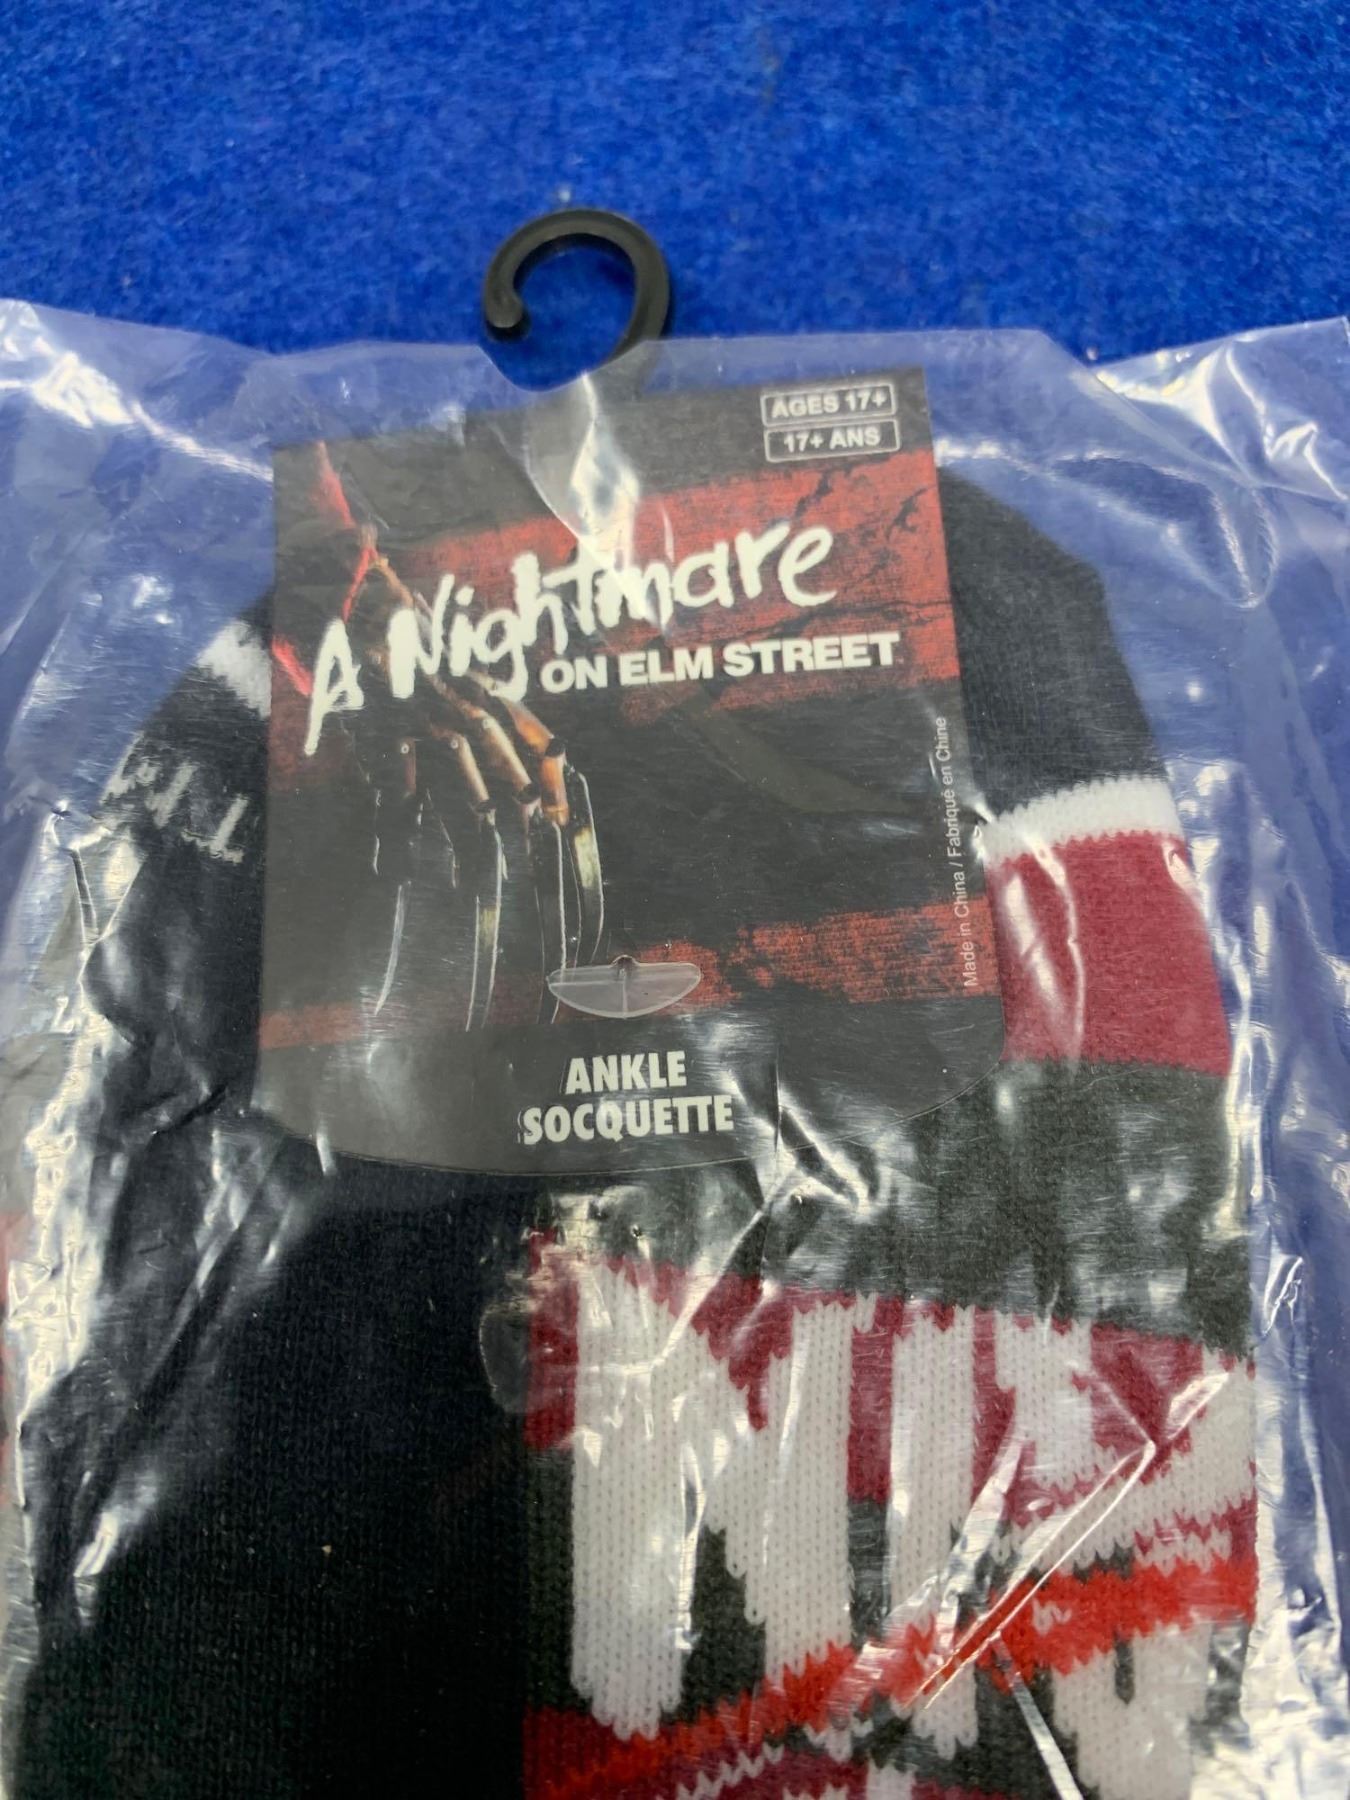 AGES 17+
17+ ANS
A Nightmare
ON ELM STREET
Made in China / Fabriqué en Chine
ANKLE
SOCQUETTE